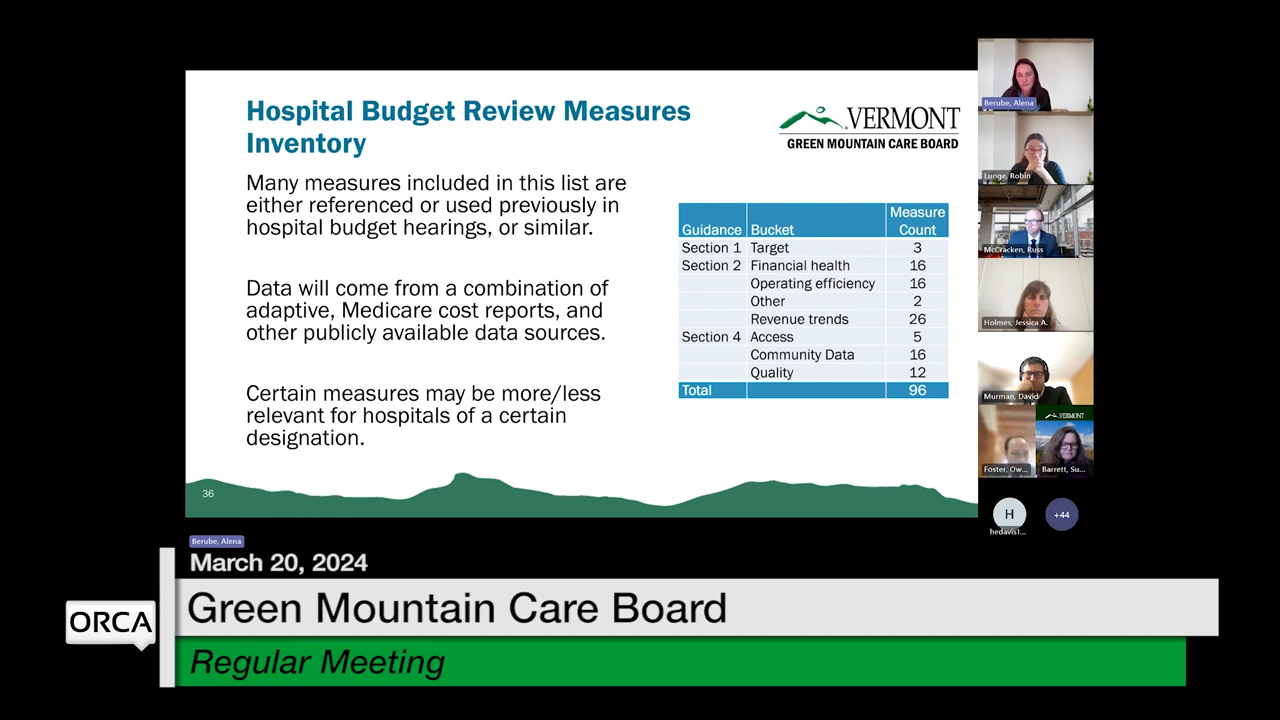 Hospital Budget Review Measures
Inventory
VERMONT
GREEN MOUNTAIN CARE BOARD
Many measures included in this list are
either referenced or used previously in
hospital budget hearings, or similar.
Data will come from a combination of
adaptive, Medicare cost reports, and
other publicly available data sources.
Certain measures may be more/less
relevant for hospitals of a certain
designation.
Guidance Bucket Measure Count
Section 1 Target 3
Section 2 Financial health 16
Operating efficiency 16
Other 2
Revenue trends 26
Section 4 Access 5
Community Data 16
Quality 12
Total 96
36
Berube, Alena
Lunge, Robin
McCracken, Russ
Holmes, Jessica A.
Murman, David
VERMONT
Foster, Ow...
Barrett, Su...
H
hedavis1...
+44
Berube, Alena
March 20, 2024
ORCA
Green Mountain Care Board
Regular Meeting